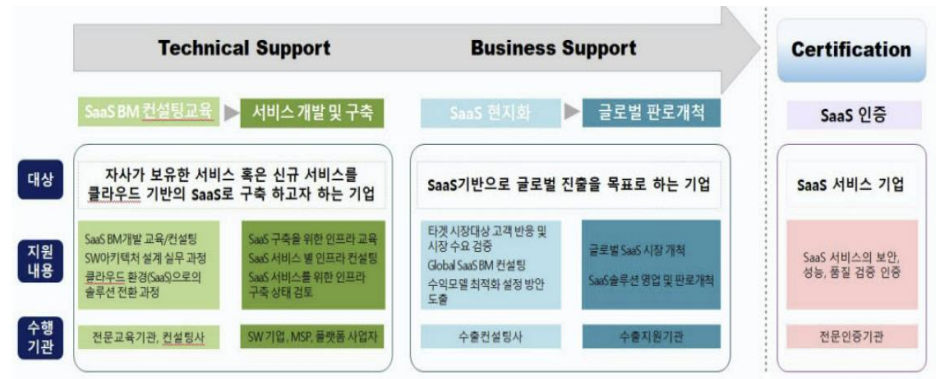 Technical Support
Business Support
Certification
SaaS BM 컨설팅교육
서비스 개발 및 구축
SaaS 현지화
글로벌 판로개척
SaaS 인증
대상
자사가 보유한 서비스 혹은 신규 서비스를
클라우드 기반의 SaaS로 구축 하고자 하는 기업
SaaS기반으로 글로벌 진출을 목표로 하는 기업
SaaS 서비스 기업
지원
내용
SaaS BM개발 교육/컨설팅
SW아키텍처 설계 실무 과정
클라우드 환경(SaaS)으로의
솔루션 전환 과정
SaaS 구축을 위한 인프라 교육
SaaS 서비스 별 인프라 컨설팅
SaaS 서비스를 위한 인프라
구축 상태 검토
타겟 시장대상 고객 반응 및
시장 수요 검증
Global SaaS BM 컨설팅
수익모델 최적화 설정 방안
도출
글로벌 SaaS 시장 개척
SaaS솔루션 영업 및 판로개척
SaaS 서비스의 보안,
성능, 품질 검증 인증
수행
기관
전문교육기관, 컨설팅사
SW 기업, MSP, 플랫폼 사업자
수출컨설팅사
수출지원기관
전문인증기관